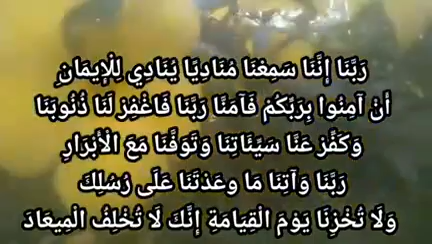 رَبَّنَا إِنَّنَا سَمِعْنَا مُنَادِيًا يُنَادِي لِلْإِيمَانِ
أَنْ آمِنُوا بِرَبِّكُمْ فَآمَنَّا رَبَّنَا فَاغْفِرْ لَنَا ذُنُوبَنَا
وَكَفِّرْ عَنَّا سَيِّئَاتِنَا وَتَوَفَّنَا مَعَ الْأَبْرَارِ
رَبَّنَا وَآتِنَا مَا وعَدتَنَا عَلَى رُسُلِكَ
وَلَا تُخْزِنَا يَوْمَ الْقِيَامَةِ إِنَّكَ لَا تُخْلِفُ الْمِيعَادَ